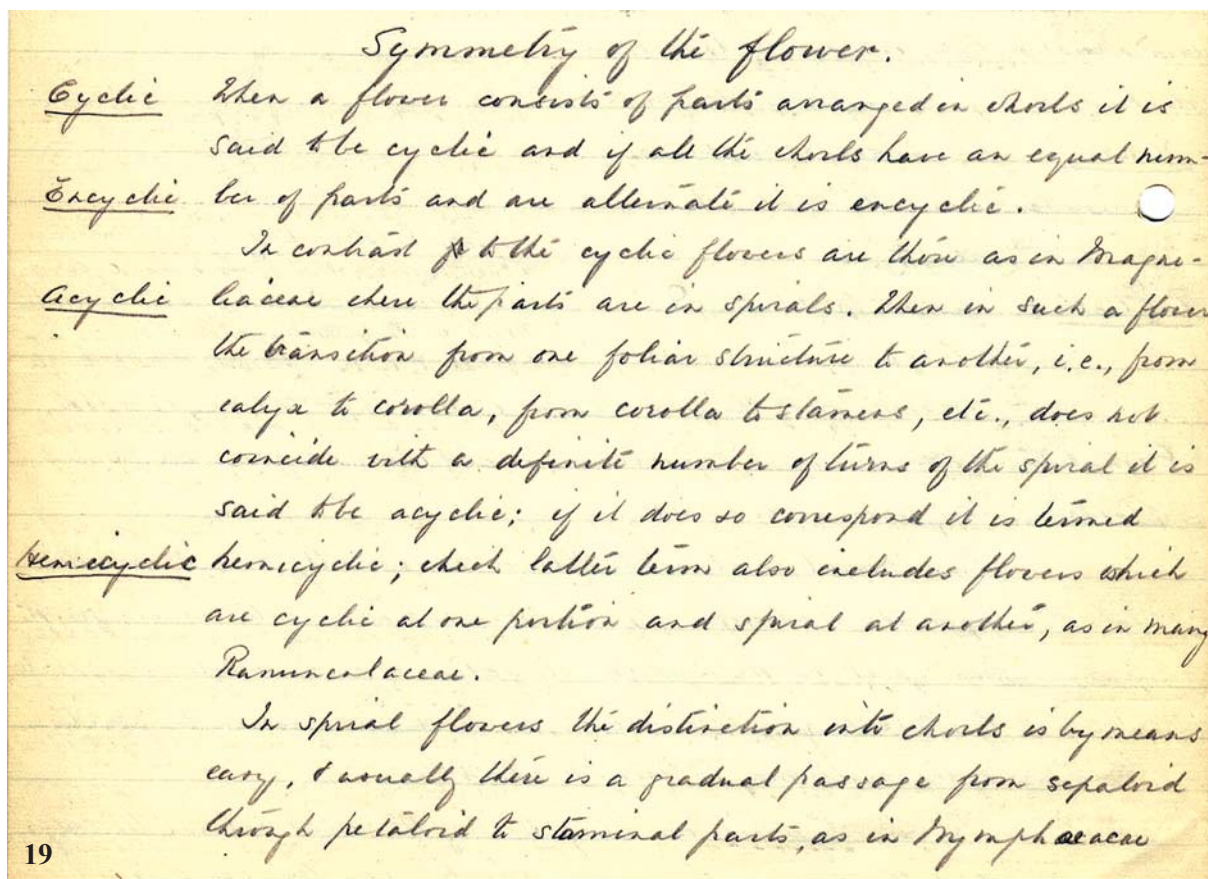 Symmetry of the flower.
Cyclic When a flower consists of parts arranged in whorls it is
said to be cyclic and if all the whorls have an equal num-
Eucyclic ber of parts and are alternate it is eucyclic.
In contrast to the cyclic flowers are those as in Magno-
Acyclic liaceae where the parts are in spirals. When in such a flower
the transition from one foliar structure to another, i.e., from
calyx to corolla, from corolla to stamens, etc., does not
coincide with a definite number of turns of the spiral it is
said to be acyclic; if it does so correspond it is termed
Hemicyclic hemicyclic; which latter term also includes flowers which
are cyclic at one portion and spiral at another, as in many
Ranunculaceae.
In spiral flowers the distinction into whorls is by means
easy, & usually there is a gradual passage from sepaloid
through petaloid to staminal parts, as in Nymphaeaceae
19